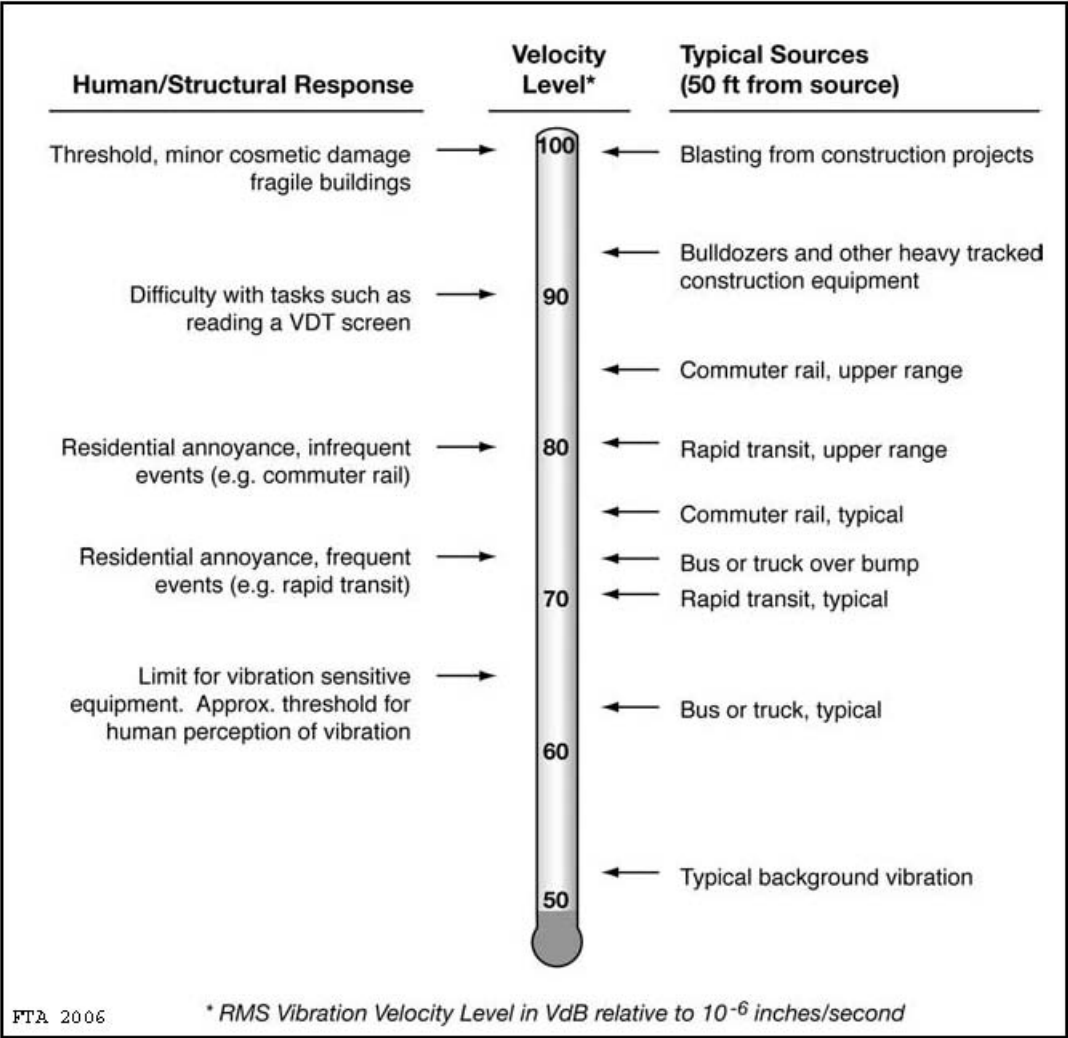 Human/Structural Response
Velocity
Level*
Typical Sources
(50 ft from source)
Threshold, minor cosmetic damage
fragile buildings
100
Blasting from construction projects
Bulldozers and other heavy tracked
construction equipment
Difficulty with tasks such as
reading a VDT screen
90
Commuter rail, upper range
Residential annoyance, infrequent
events (e.g. commuter rail)
80
Rapid transit, upper range
Commuter rail, typical
Residential annoyance, frequent
events (e.g. rapid transit)
Bus or truck over bump
70
Rapid transit, typical
Limit for vibration sensitive
equipment. Approx. threshold for
human perception of vibration
Bus or truck, typical
60
Typical background vibration
50
FTA 2006
* RMS Vibration Velocity Level in VdB relative to 10-6 inches/second